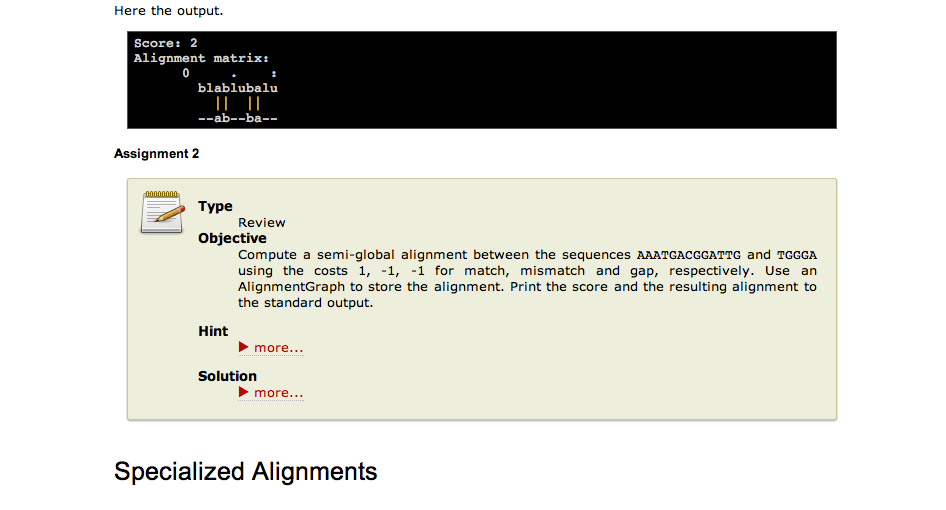 Here the output.
Score: 2
Alignment matrix:
0 . :
blablubalu
|| ||
--ab--ba--
Assignment 2
Type
Review
Objective
Compute a semi-global alignment between the sequences AAATGACGGATTG and TGGGA
using the costs 1, -1, -1 for match, mismatch and gap, respectively. Use an
AlignmentGraph to store the alignment. Print the score and the resulting alignment to
the standard output.
Hint
more...
Solution
more...
Specialized Alignments